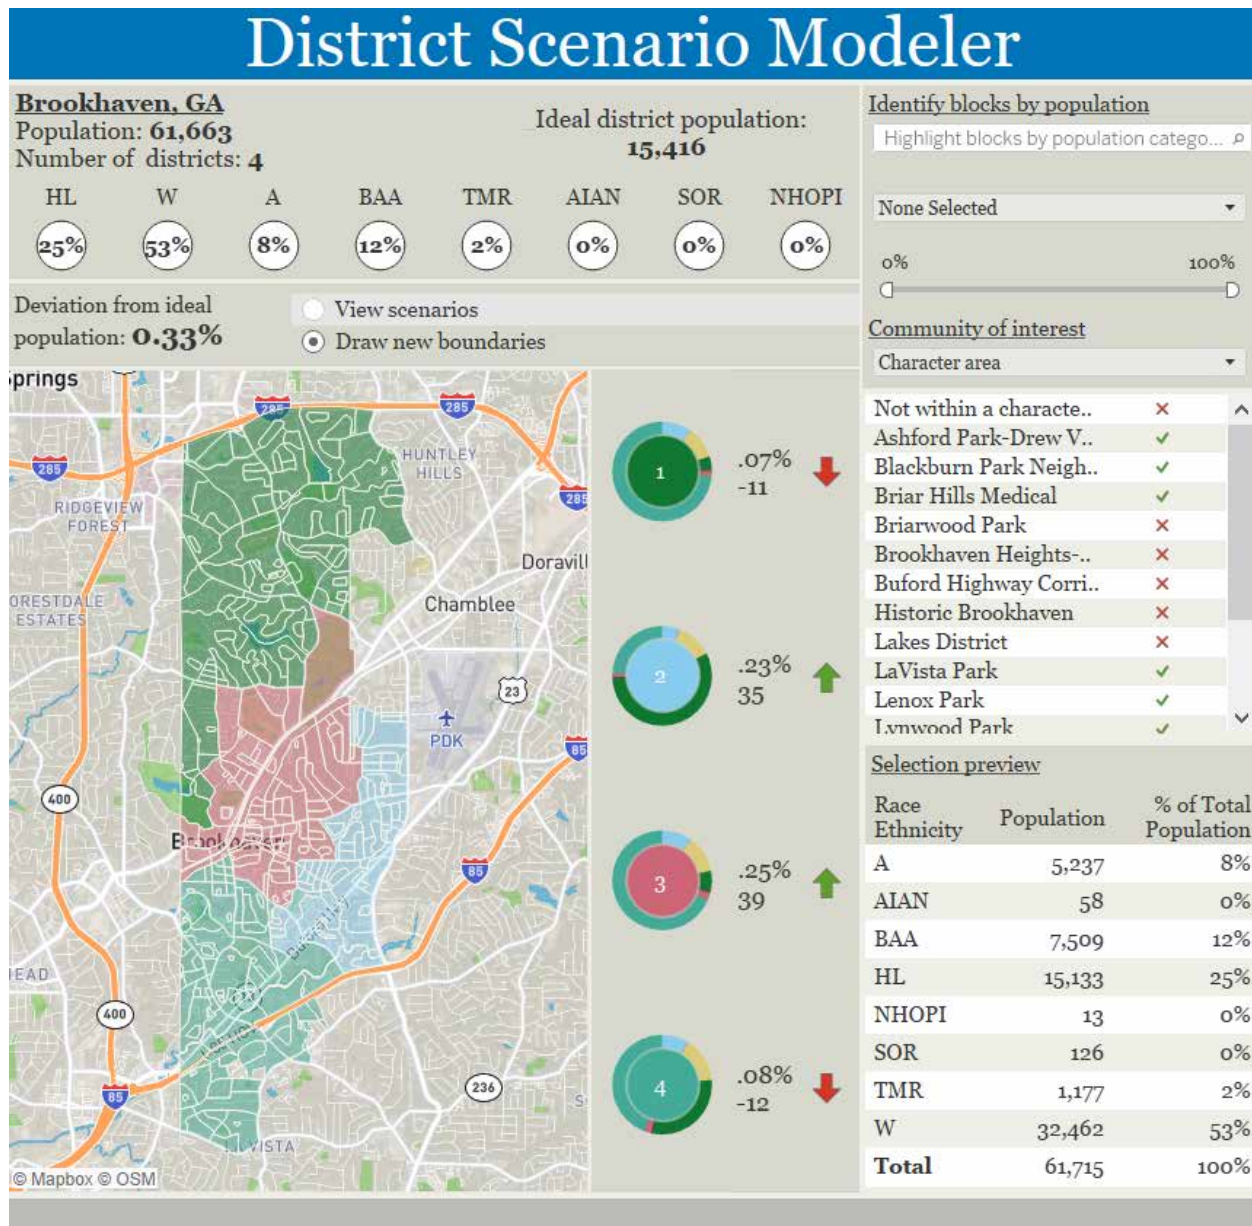 District Scenario Modeler
Brookhaven, GA
Population: 61,663
Number of districts: 4
Ideal district population:
15,416
HL W A BAA TMR AIAN SOR NHOPI
25% 53% 8% 12% 2% 0% 0% 0%
Deviation from ideal
population: 0.33%
View scenarios
Draw new boundaries
Springs
285
285
285
285
HUNTLEY
HILLS
RIDGEVIEW
FOREST
Doravill
Chamblee
ORESTDALE
ESTATES
23
PDK
85
400
Brookhaven
85
EAD
400
236
85
LA VISTA
© Mapbox © OSM
1
.07%
-11
2
.23%
35
3
.25%
39
4
.08%
-12
Identify blocks by population
Highlight blocks by population catego...
None Selected
0% 100%
Community of interest
Character area
Not within a characte..
Ashford Park-Drew V..
Blackburn Park Neigh..
Briar Hills Medical
Briarwood Park
Brookhaven Heights-..
Buford Highway Corri..
Historic Brookhaven
Lakes District
LaVista Park
Lenox Park
Lynwood Park
Selection preview
Race
Ethnicity
Population
% of Total
Population
A 5,237 8%
AIAN 58 0%
BAA 7,509 12%
HL 15,133 25%
NHOPI 13 0%
SOR 126 0%
TMR 1,177 2%
W 32,462 53%
Total 61,715 100%